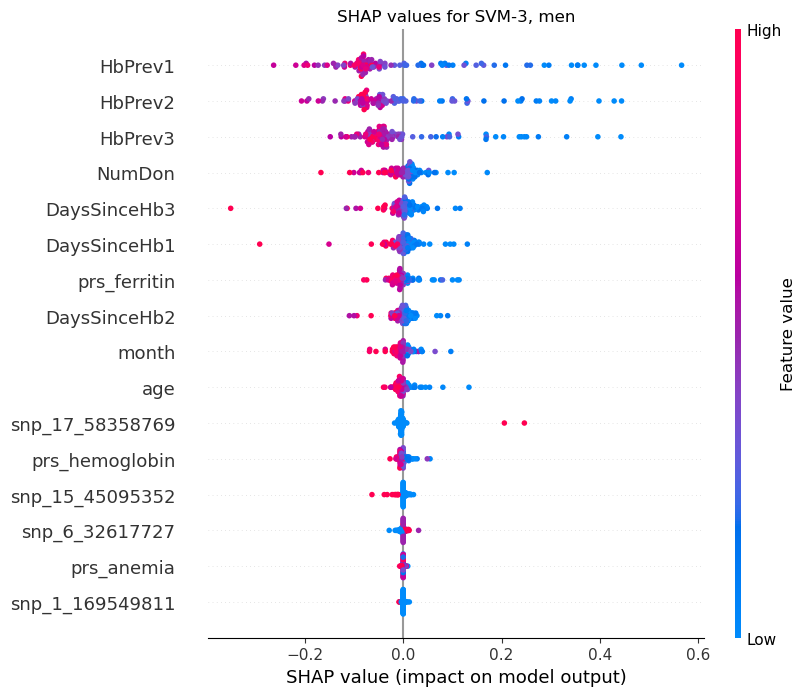 SHAP values for SVM-3, men
High
HbPrev1
HbPrev2
HbPrev3
NumDon
DaysSinceHb3
DaysSinceHb1
prs_ferritin
DaysSinceHb2
month
age
snp_17_58358769
prs_hemoglobin
snp_15_45095352
snp_6_32617727
prs_anemia
snp_1_169549811
Feature value
Low
−0.2 0.0 0.2 0.4 0.6
SHAP value (impact on model output)